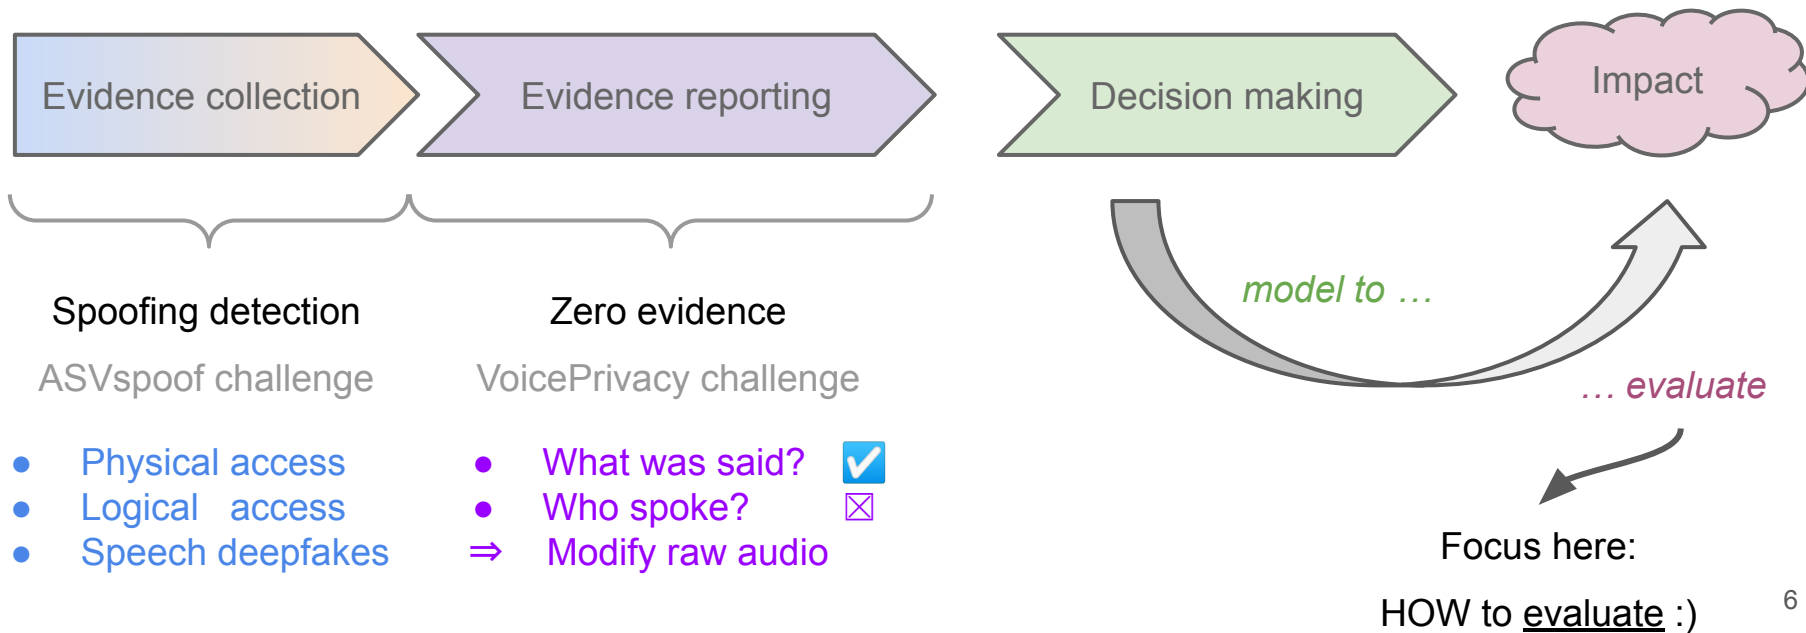 Evidence collection
Evidence reporting
Decision making
Impact
Spoofing detection
ASVspoof challenge
● Physical access
● Logical access
● Speech deepfakes
Zero evidence
VoicePrivacy challenge
● What was said? ☑
● Who spoke? ☒
⇒ Modify raw audio
model to …
… evaluate
Focus here:
HOW to evaluate :)
6